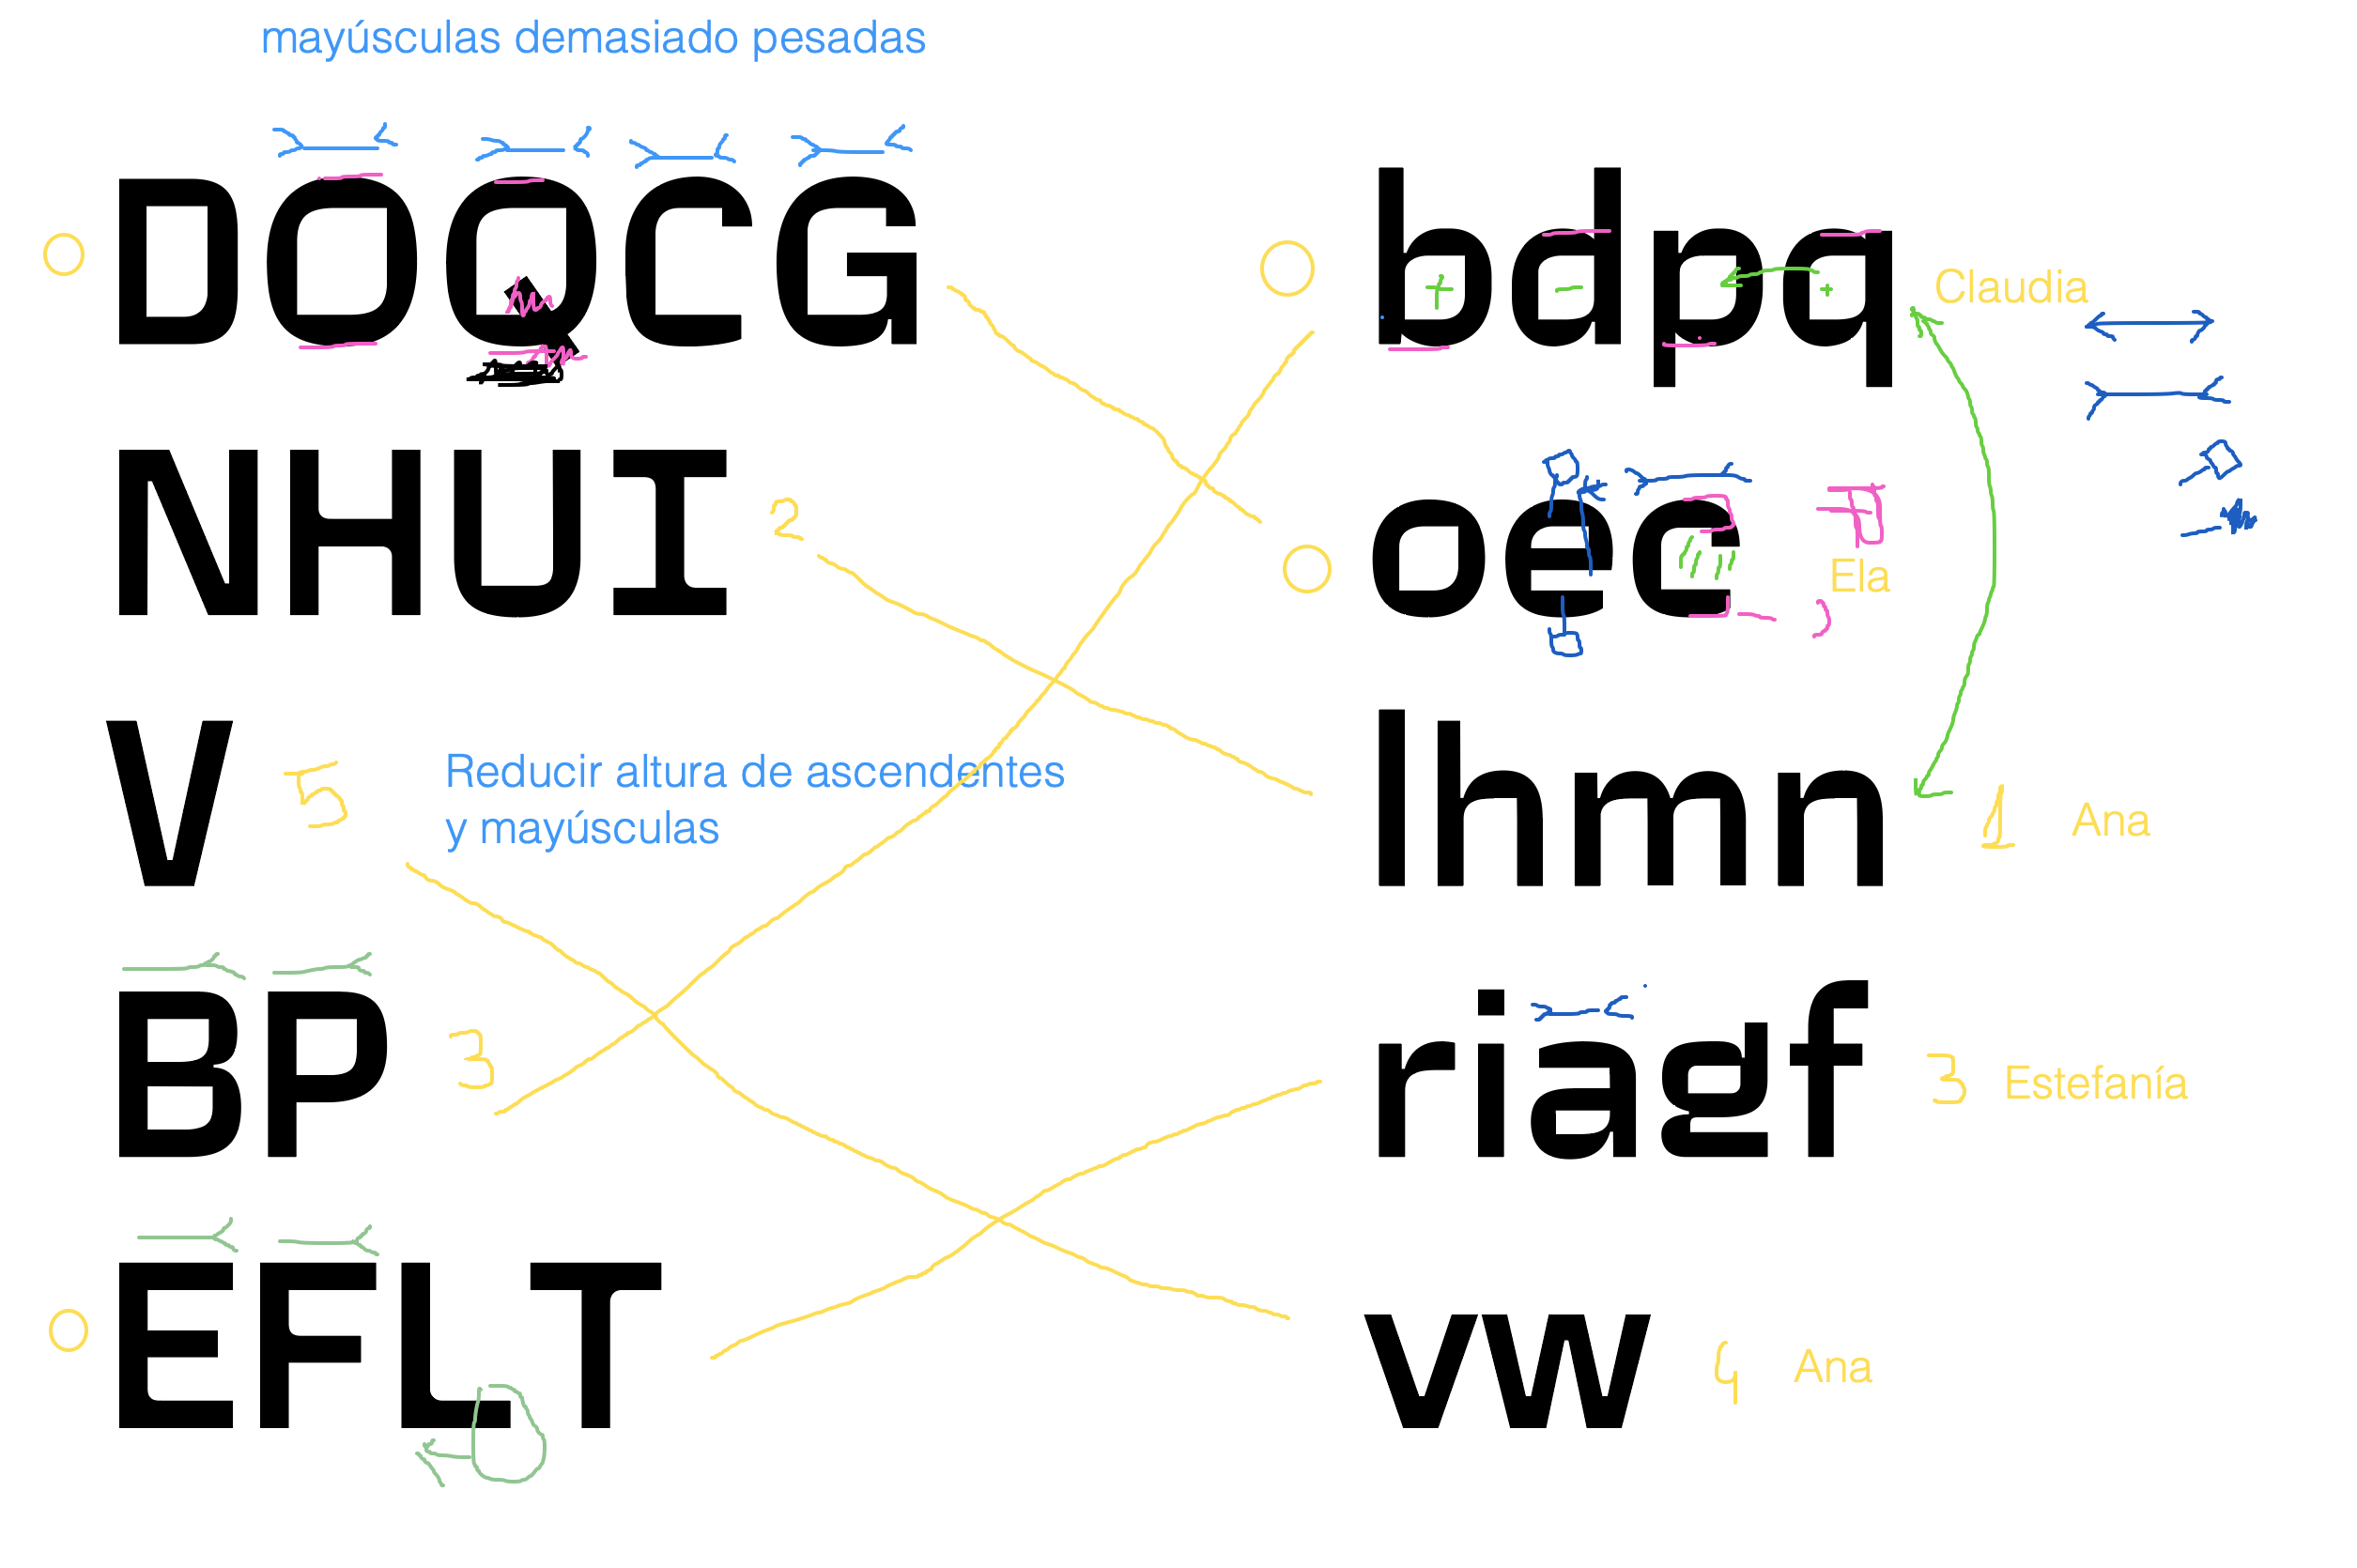 mayúsculas demasiado pesadas
DOQCG
bdpq
Claudia
NHUI
2
oec
Ela
V
5
Reducir altura de ascendentes
y mayúsculas
lhmn
1
Ana
BP
3
riagf
3
Estefanía
EFLT
vw
4
Ana